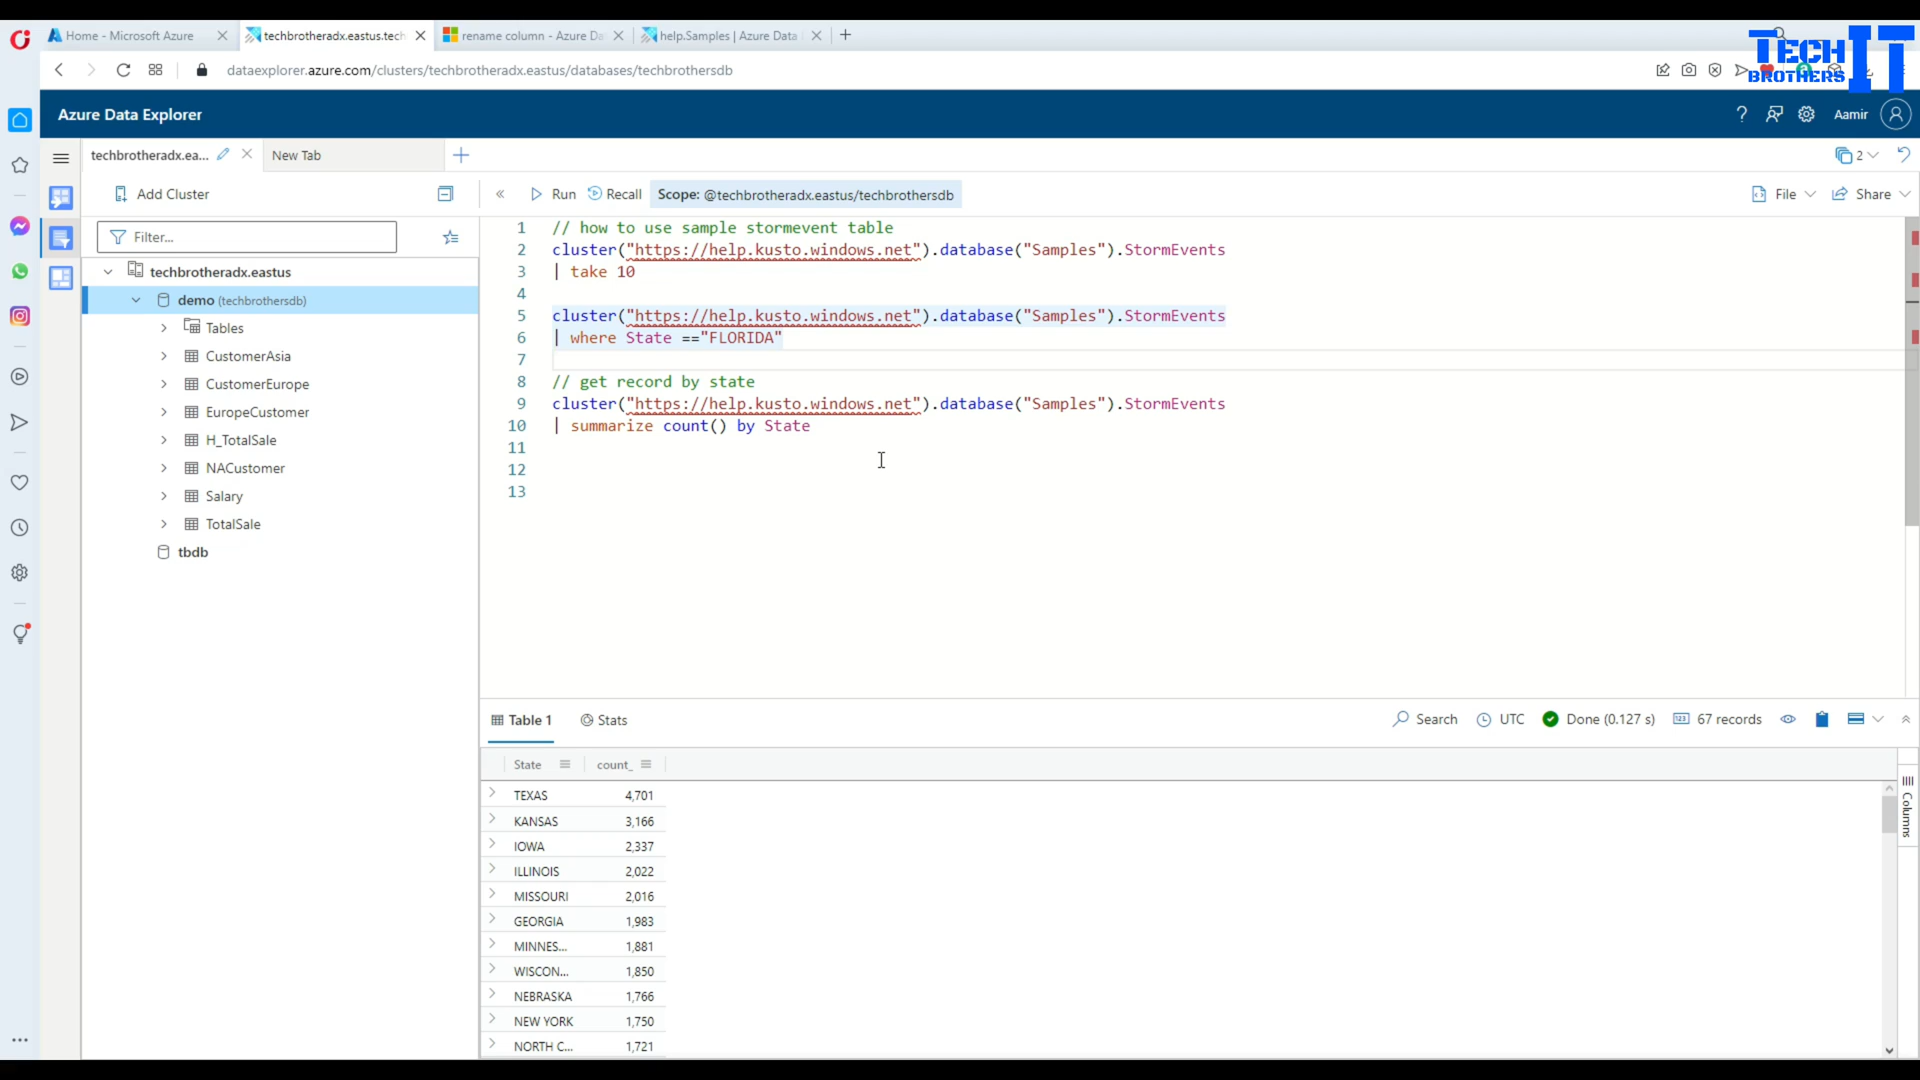 Home - Microsoft Azure
techbrotheradx.eastus.tech
rename column - Azure Da
help.Samples | Azure Data
TECH BROTHERS IT
dataexplorer.azure.com/clusters/techbrotheradx.eastus/databases/techbrothersdb
Azure Data Explorer
Aamir
techbrotheradx.ea...
New Tab
2
Add Cluster
Run
Recall
Scope: @techbrotheradx.eastus/techbrothersdb
File
Share
Filter...
techbrotheradx.eastus
demo (techbrothersdb)
Tables
CustomerAsia
CustomerEurope
EuropeCustomer
H_TotalSale
NACustomer
Salary
TotalSale
tbdb
1 // how to use sample stormevent table
2 cluster("https://help.kusto.windows.net").database("Samples").StormEvents
3 | take 10
4
5 cluster("https://help.kusto.windows.net").database("Samples").StormEvents
6 | where State =="FLORIDA"
7
8 // get record by state
9 cluster("https://help.kusto.windows.net").database("Samples").StormEvents
10 | summarize count() by State
11
12
13
Table 1
Stats
Search
UTC
Done (0.127 s)
67 records
State count_
TEXAS 4,701
KANSAS 3,166
IOWA 2,337
ILLINOIS 2,022
MISSOURI 2,016
GEORGIA 1,983
MINNES... 1,881
WISCON... 1,850
NEBRASKA 1,766
NEW YORK 1,750
NORTH C... 1,721
Columns